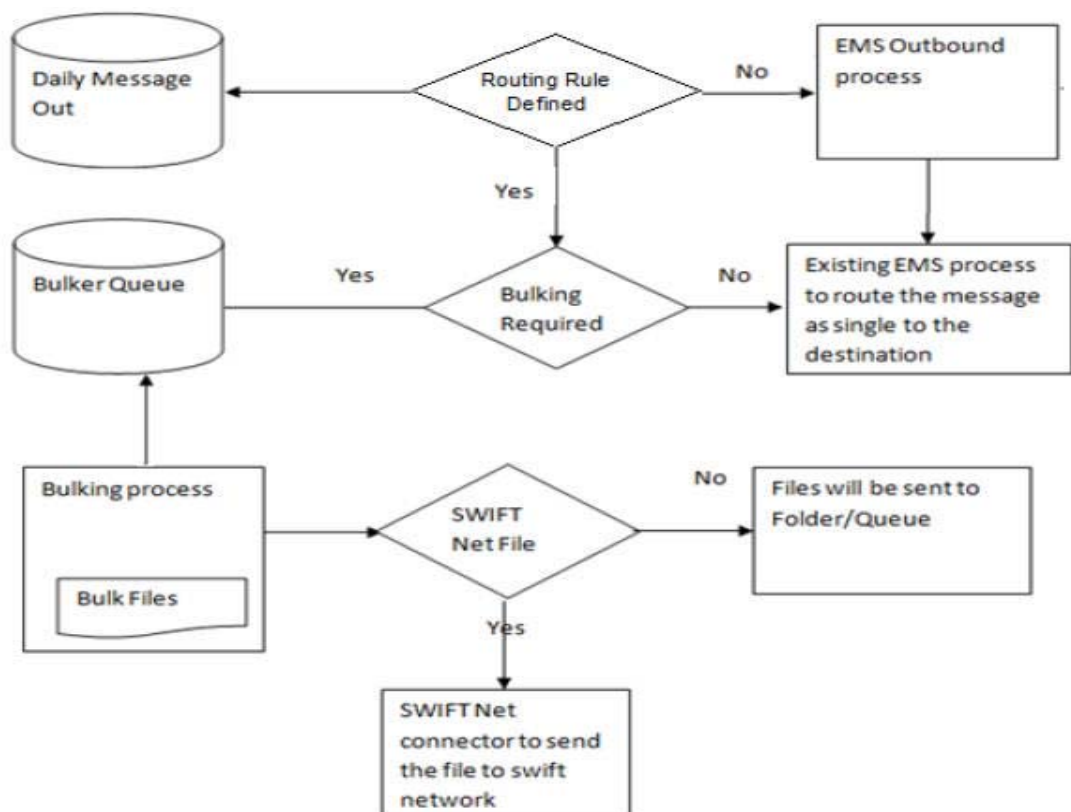 Daily Message
Out
Routing Rule
Defined
No
EMS Outbound
process
Yes
Bulker Queue
Yes
Bulking
Required
No
Existing EMS process
to route the message
as single to the
destination
Bulking process
Bulk Files
SWIFT
Net File
No
Files will be sent to
Folder/Queue
Yes
SWIFT Net
connector to send
the file to swift
network